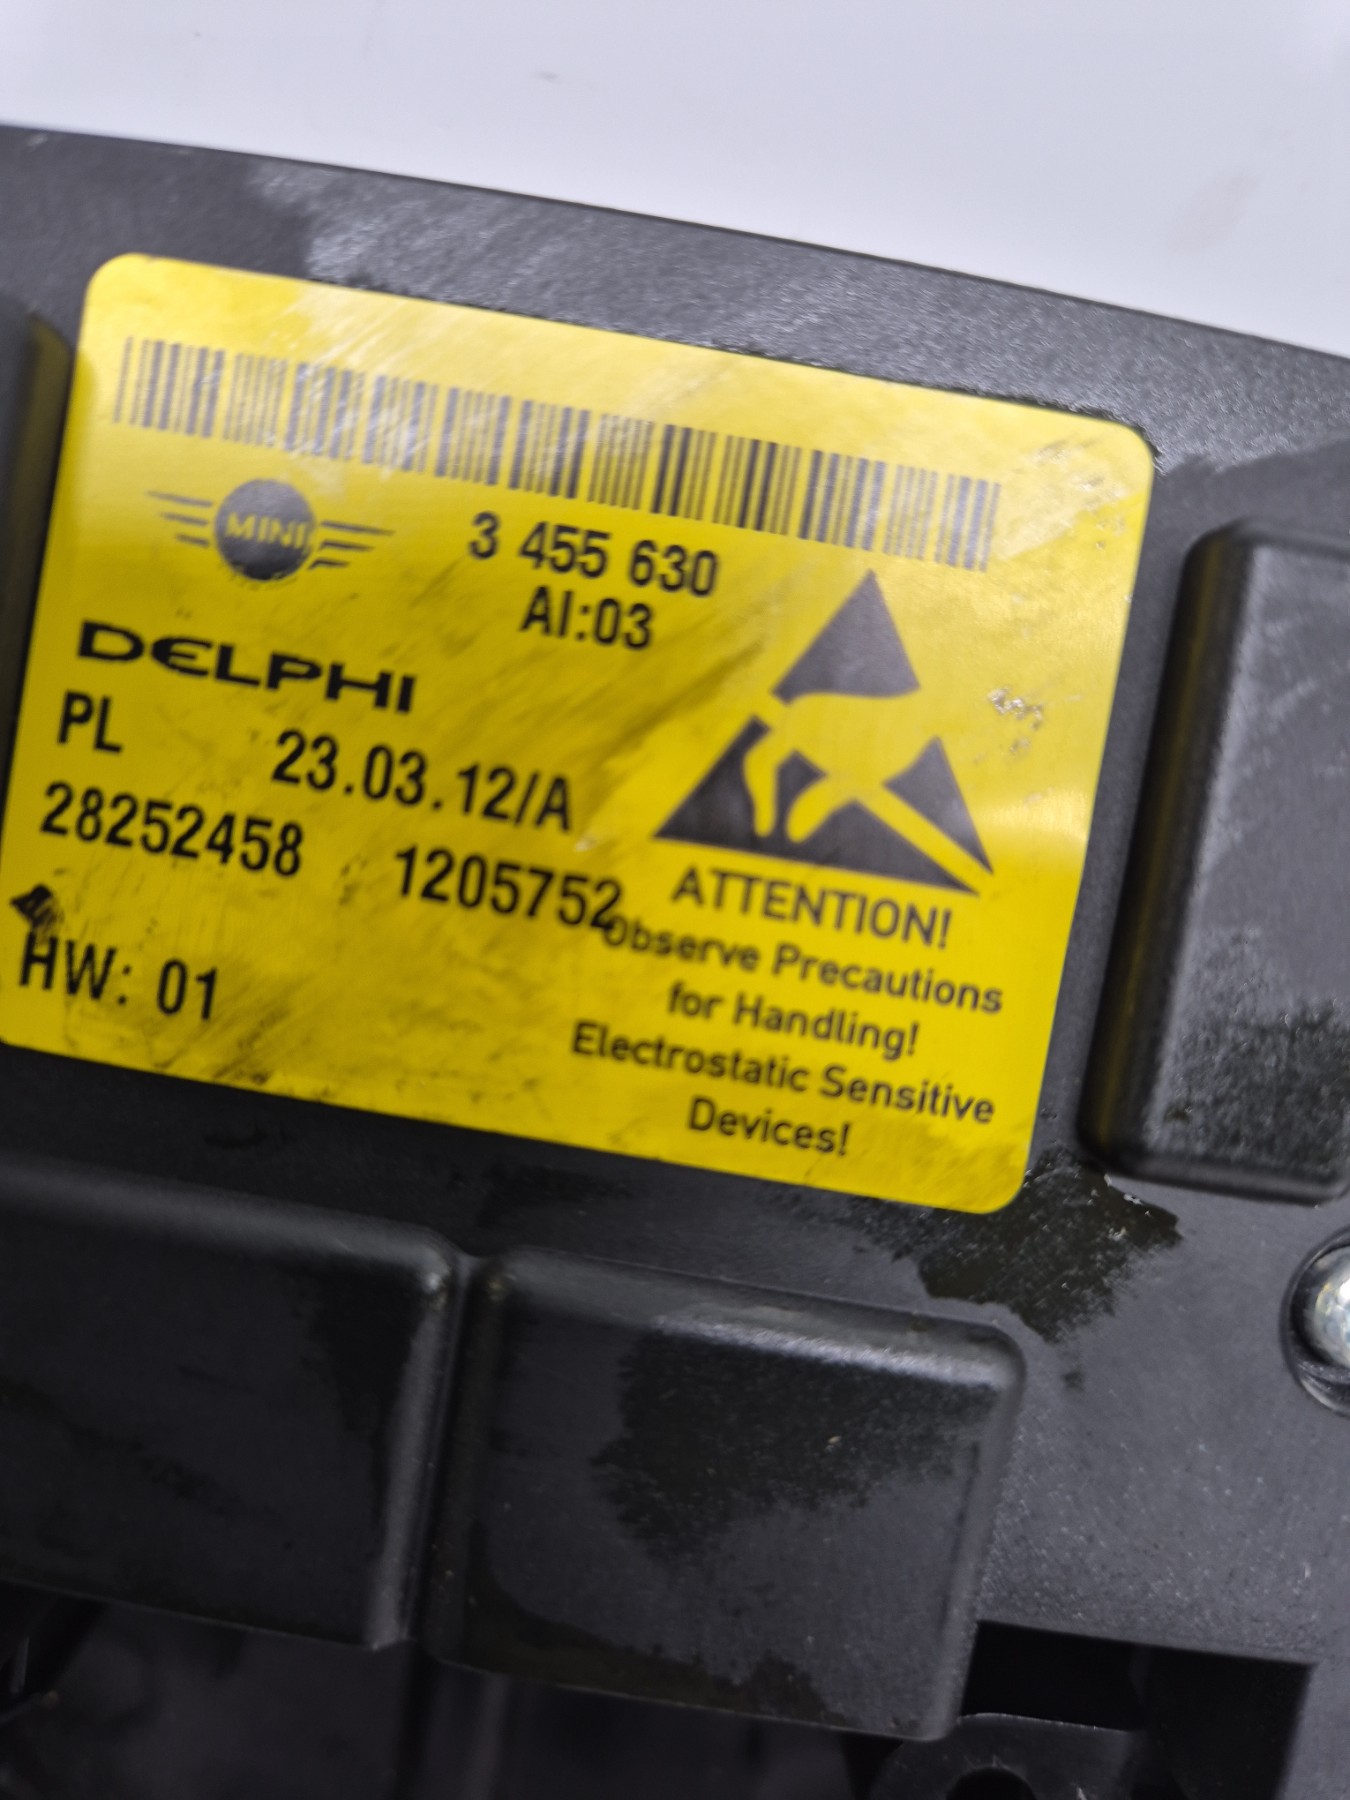 MINI
3 455 630
AI:03
DELPHI
PL 23.03.12/A
28252458 1205752
HW: 01
ATTENTION!
Observe Precautions
for Handling!
Electrostatic Sensitive
Devices!